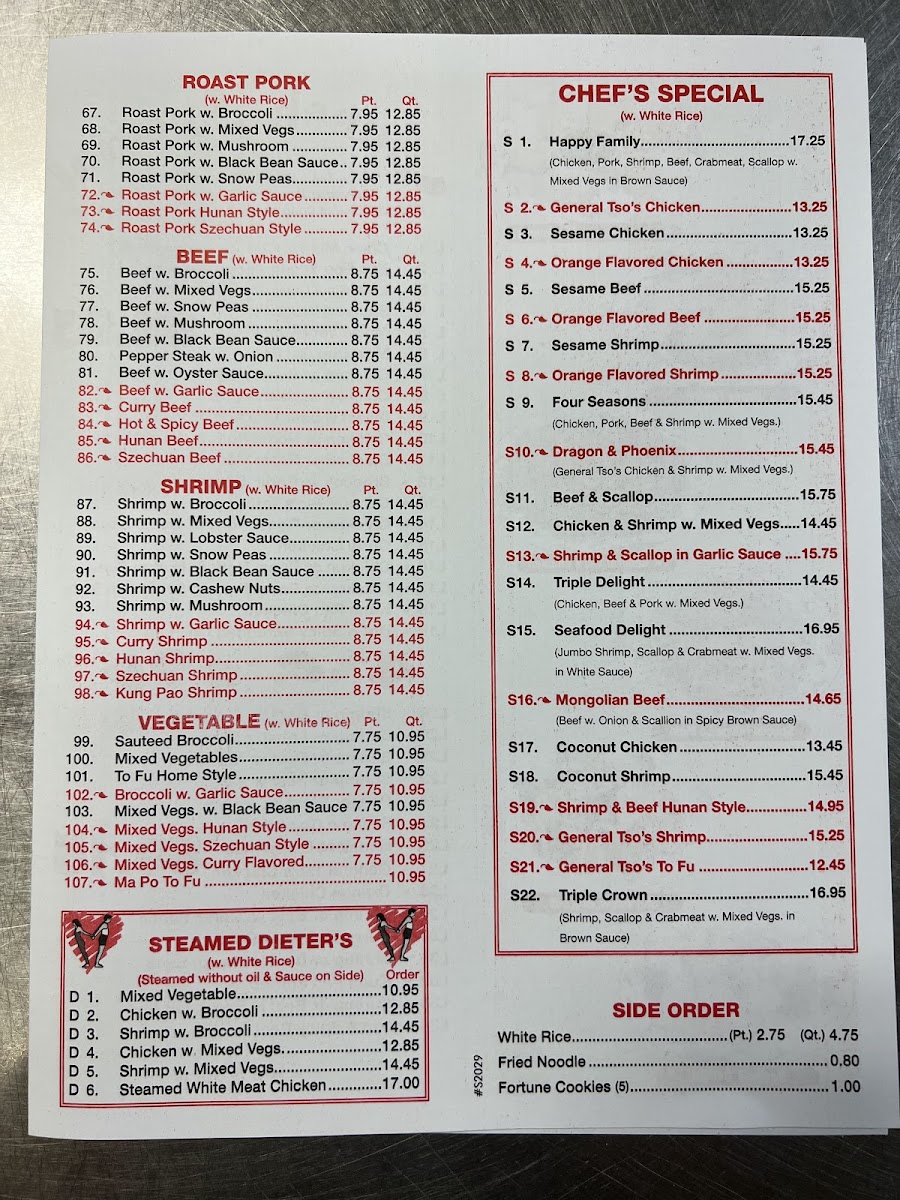 ROAST PORK
(w. White Rice) Pt. Qt.
67. Roast Pork w. Broccoli ................ 7.95 12.85
68. Roast Pork w. Mixed Vegs............ 7.95 12.85
69. Roast Pork w. Mushroom ............. 7.95 12.85
70. Roast Pork w. Black Bean Sauce.. 7.95 12.85
71. Roast Pork w. Snow Peas............. 7.95 12.85
72. Roast Pork w. Garlic Sauce .......... 7.95 12.85
73. Roast Pork Hunan Style................ 7.95 12.85
74. Roast Pork Szechuan Style .......... 7.95 12.85
BEEF (w. White Rice) Pt. Qt.
75. Beef w. Broccoli ........................... 8.75 14.45
76. Beef w. Mixed Vegs....................... 8.75 14.45
77. Beef w. Snow Peas ....................... 8.75 14.45
78. Beef w. Mushroom ........................ 8.75 14.45
79. Beef w. Black Bean Sauce............ 8.75 14.45
80. Pepper Steak w. Onion ................. 8.75 14.45
81. Beef w. Oyster Sauce.................... 8.75 14.45
82. Beef w. Garlic Sauce..................... 8.75 14.45
83. Curry Beef ..................................... 8.75 14.45
84. Hot & Spicy Beef........................... 8.75 14.45
85. Hunan Beef.................................... 8.75 14.45
86. Szechuan Beef .............................. 8.75 14.45
SHRIMP (w. White Rice) Pt. Qt.
87. Shrimp w. Broccoli ........................ 8.75 14.45
88. Shrimp w. Mixed Vegs................... 8.75 14.45
89. Shrimp w. Lobster Sauce.............. 8.75 14.45
90. Shrimp w. Snow Peas ................... 8.75 14.45
91. Shrimp w. Black Bean Sauce ........ 8.75 14.45
92. Shrimp w. Cashew Nuts................ 8.75 14.45
93. Shrimp w. Mushroom .................... 8.75 14.45
94. Shrimp w. Garlic Sauce................. 8.75 14.45
95. Curry Shrimp ................................. 8.75 14.45
96. Hunan Shrimp................................ 8.75 14.45
97. Szechuan Shrimp .......................... 8.75 14.45
98. Kung Pao Shrimp .......................... 8.75 14.45
VEGETABLE (w. White Rice) Pt. Qt.
99. Sauteed Broccoli........................... 7.75 10.95
100. Mixed Vegetables.......................... 7.75 10.95
101. To Fu Home Style.......................... 7.75 10.95
102. Broccoli w. Garlic Sauce............... 7.75 10.95
103. Mixed Vegs. w. Black Bean Sauce 7.75 10.95
104. Mixed Vegs. Hunan Style .............. 7.75 10.95
105. Mixed Vegs. Szechuan Style ......... 7.75 10.95
106. Mixed Vegs. Curry Flavored........... 7.75 10.95
107. Ma Po To Fu ........................................... 10.95
STEAMED DIETER'S
(w. White Rice)
(Steamed without oil & Sauce on Side) Order
D 1. Mixed Vegetable.................................. 10.95
D 2. Chicken w. Broccoli ............................ 12.85
D 3. Shrimp w. Broccoli .............................. 14.45
D 4. Chicken w. Mixed Vegs....................... 12.85
D 5. Shrimp w. Mixed Vegs......................... 14.45
D 6. Steamed White Meat Chicken ............ 17.00
CHEF'S SPECIAL
(w. White Rice)
S 1. Happy Family.................................. 17.25
(Chicken, Pork, Shrimp, Beef, Crabmeat, Scallop w.
Mixed Vegs in Brown Sauce)
S 2. General Tso's Chicken..................... 13.25
S 3. Sesame Chicken ............................. 13.25
S 4. Orange Flavored Chicken ................ 13.25
S 5. Sesame Beef ................................... 15.25
S 6. Orange Flavored Beef ..................... 15.25
S 7. Sesame Shrimp................................ 15.25
S 8. Orange Flavored Shrimp ................. 15.25
S 9. Four Seasons .................................. 15.45
(Chicken, Pork, Beef & Shrimp w. Mixed Vegs.)
S10. Dragon & Phoenix........................... 15.45
(General Tso's Chicken & Shrimp w. Mixed Vegs.)
S11. Beef & Scallop................................. 15.75
S12. Chicken & Shrimp w. Mixed Vegs..... 14.45
S13. Shrimp & Scallop in Garlic Sauce .... 15.75
S14. Triple Delight ................................... 14.45
(Chicken, Beef & Pork w. Mixed Vegs.)
S15. Seafood Delight ............................... 16.95
(Jumbo Shrimp, Scallop & Crabmeat w. Mixed Vegs.
in White Sauce)
S16. Mongolian Beef................................ 14.65
(Beef w. Onion & Scallion in Spicy Brown Sauce)
S17. Coconut Chicken ............................ 13.45
S18. Coconut Shrimp.............................. 15.45
S19. Shrimp & Beef Hunan Style.............. 14.95
S20. General Tso's Shrimp....................... 15.25
S21. General Tso's To Fu ........................ 12.45
S22. Triple Crown .................................... 16.95
(Shrimp, Scallop & Crabmeat w. Mixed Vegs. in
Brown Sauce)
SIDE ORDER
White Rice.................................... (Pt.) 2.75 (Qt.) 4.75
Fried Noodle ........................................................ 0.80
Fortune Cookies (5).............................................. 1.00
#S2029